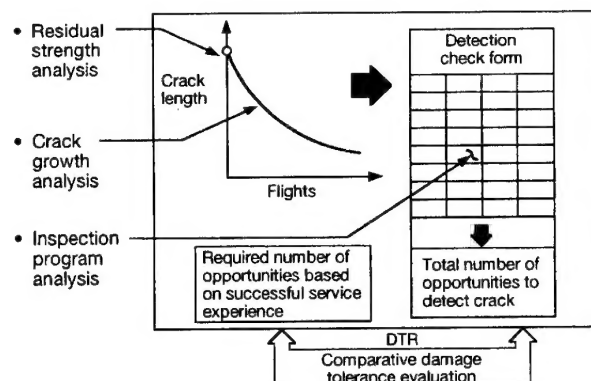 • Residual
strength
analysis
• Crack
growth
analysis
• Inspection
program
analysis
Crack
length
Flights
Detection
check form
Required number of
opportunities based
on successful service
experience
Total number of
opportunities to
detect crack
DTR
Comparative damage
tolerance evaluation